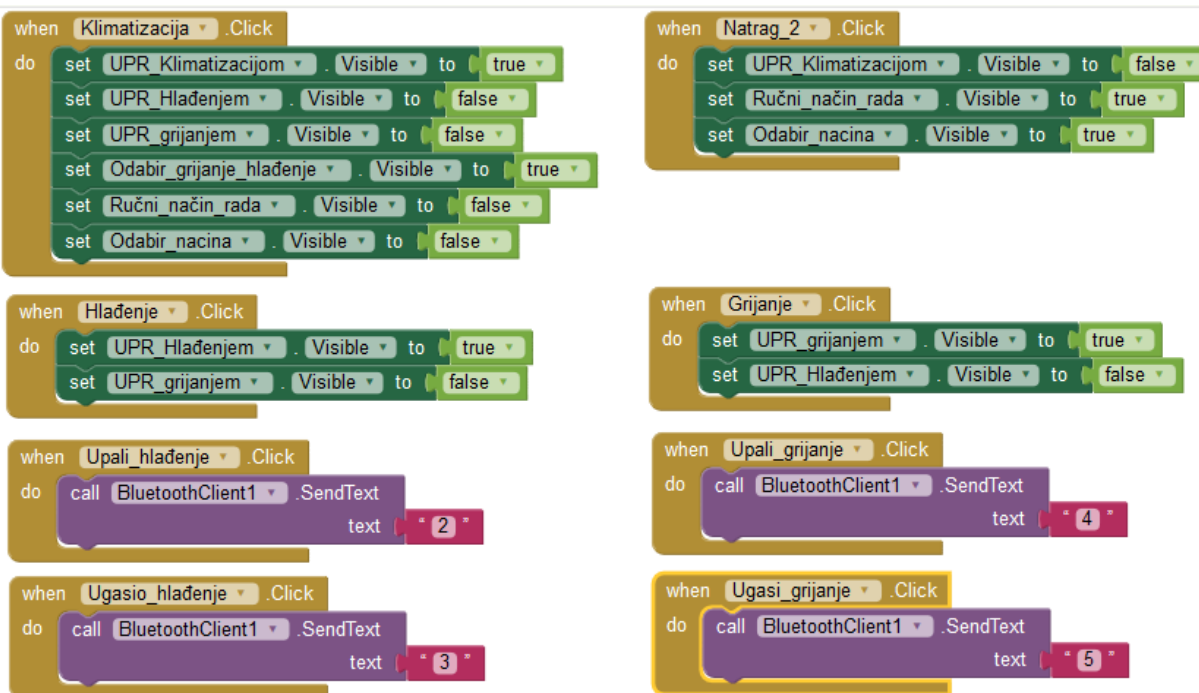 when Klimatizacija .Click
do set UPR_Klimatizacijom . Visible to true
set UPR_Hlađenjem . Visible to false
set UPR_grijanjem . Visible to false
set Odabir_grijanje_hlađenje . Visible to true
set Ručni_način_rada . Visible to false
set Odabir_nacina . Visible to false
when Natrag_2 .Click
do set UPR_Klimatizacijom . Visible to false
set Ručni_način_rada . Visible to true
set Odabir_nacina . Visible to true
when Hlađenje .Click
do set UPR_Hlađenjem . Visible to true
set UPR_grijanjem . Visible to false
when Grijanje .Click
do set UPR_grijanjem . Visible to true
set UPR_Hlađenjem . Visible to false
when Upali_hlađenje .Click
do call BluetoothClient1 .SendText
text "2"
when Upali_grijanje .Click
do call BluetoothClient1 .SendText
text "4"
when Ugasio_hlađenje .Click
do call BluetoothClient1 .SendText
text "3"
when Ugasi_grijanje .Click
do call BluetoothClient1 .SendText
text "5"